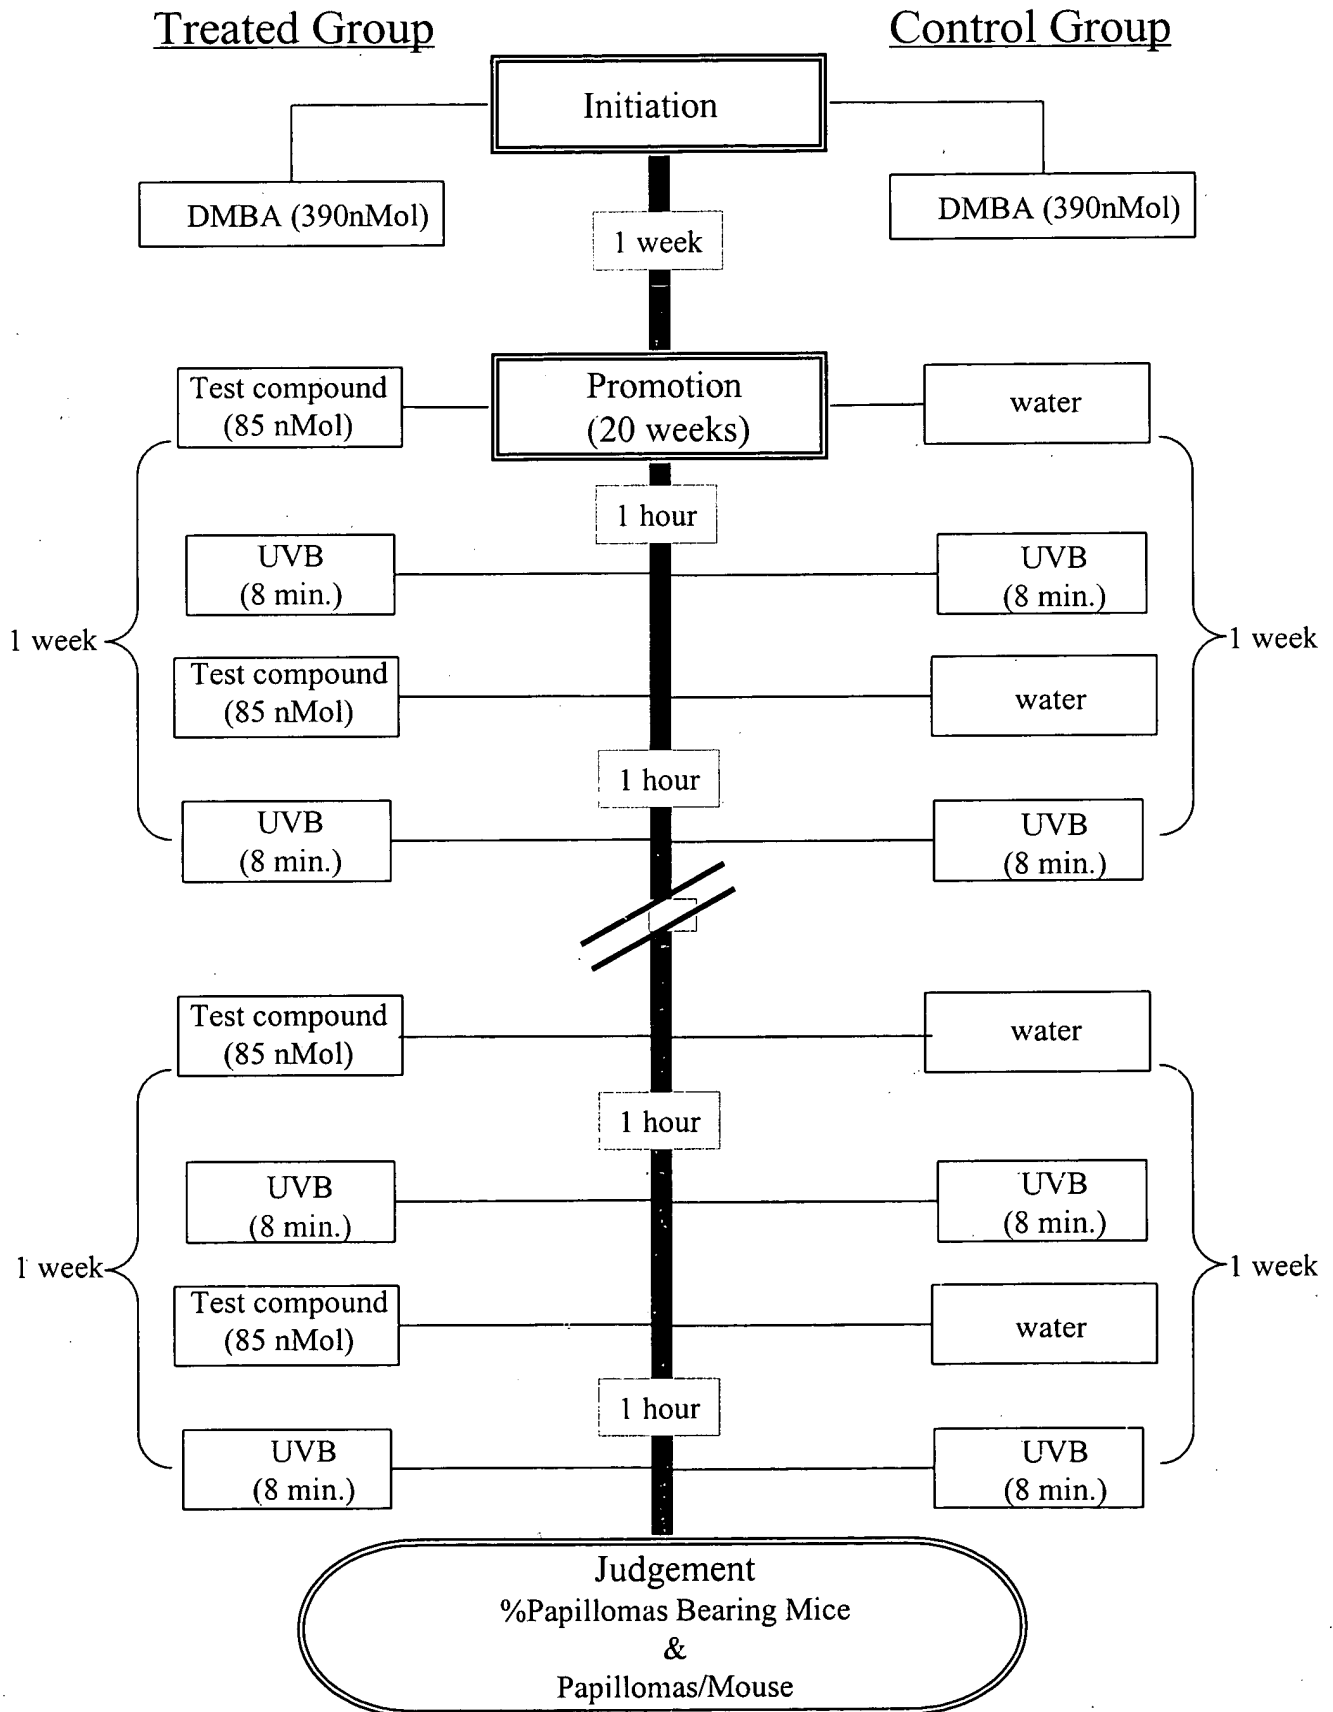 Treated Group
Control Group
Initiation
DMBA (390nMol)
DMBA (390nMol)
1 week
Test compound
(85 nMol)
Promotion
(20 weeks)
water
1 hour
UVB
(8 min.)
UVB
(8 min.)
1 week
1 week
Test compound
(85 nMol)
water
1 hour
UVB
(8 min.)
UVB
(8 min.)
Test compound
(85 nMol)
water
1 hour
UVB
(8 min.)
UVB
(8 min.)
1 week
1 week
Test compound
(85 nMol)
water
1 hour
UVB
(8 min.)
UVB
(8 min.)
Judgement
%Papillomas Bearing Mice
&
Papillomas/Mouse